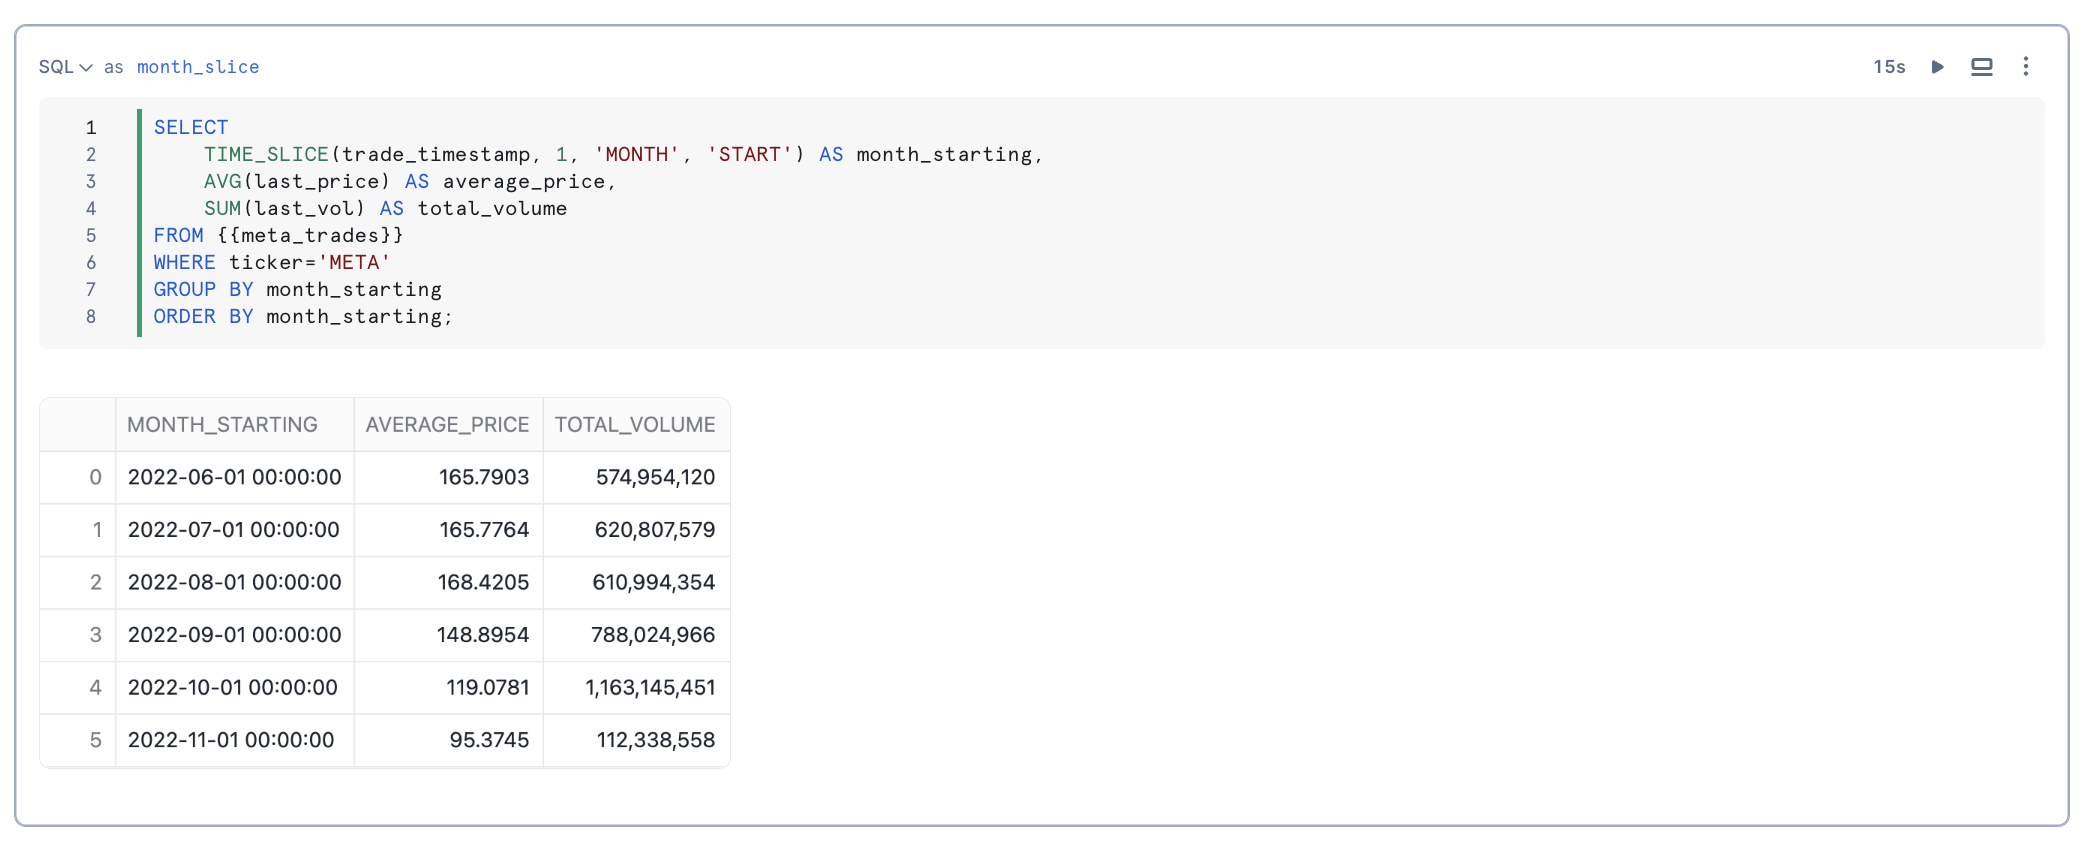 SQL as month_slice 15s
1 SELECT
2 TIME_SLICE(trade_timestamp, 1, 'MONTH', 'START') AS month_starting,
3 AVG(last_price) AS average_price,
4 SUM(last_vol) AS total_volume
5 FROM {{meta_trades}}
6 WHERE ticker='META'
7 GROUP BY month_starting
8 ORDER BY month_starting;
MONTH_STARTING AVERAGE_PRICE TOTAL_VOLUME
0 2022-06-01 00:00:00 165.7903 574,954,120
1 2022-07-01 00:00:00 165.7764 620,807,579
2 2022-08-01 00:00:00 168.4205 610,994,354
3 2022-09-01 00:00:00 148.8954 788,024,966
4 2022-10-01 00:00:00 119.0781 1,163,145,451
5 2022-11-01 00:00:00 95.3745 112,338,558